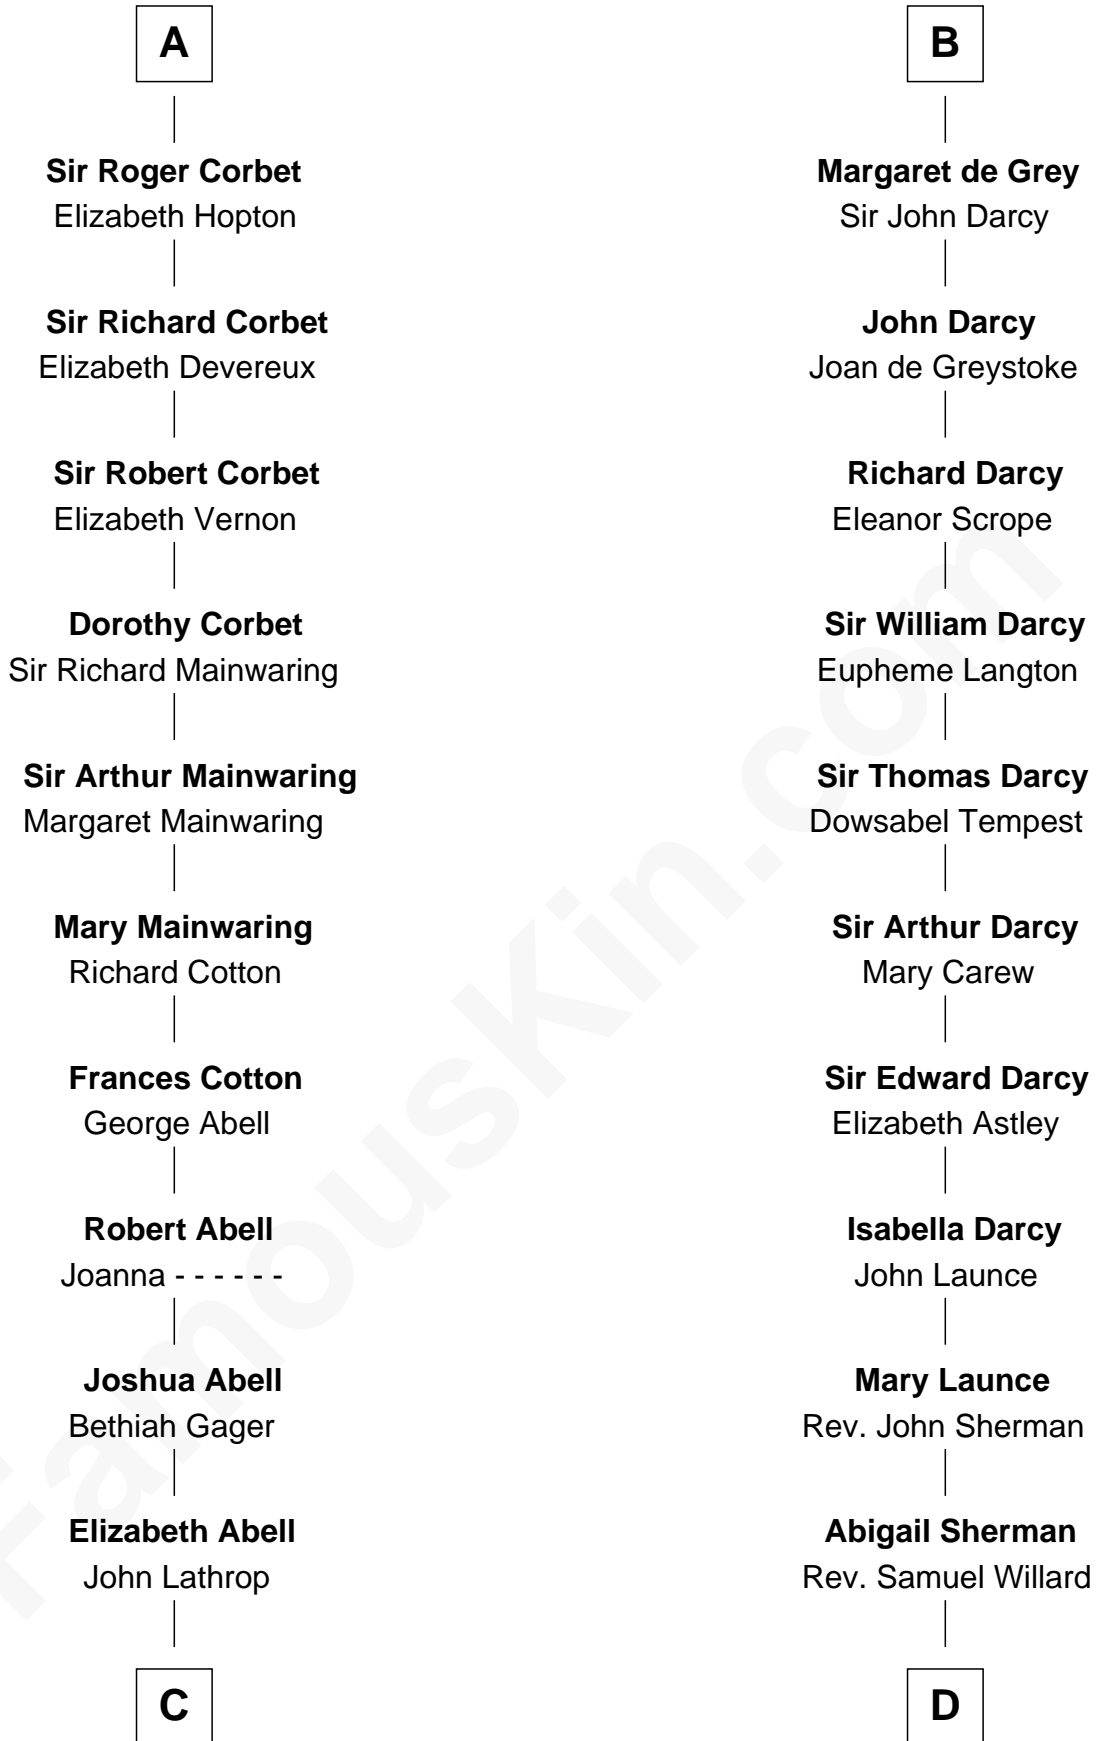 A
Sir Roger Corbet
Elizabeth Hopton
Sir Richard Corbet
Elizabeth Devereux
Sir Robert Corbet
Elizabeth Vernon
Dorothy Corbet
Sir Richard Mainwaring
Sir Arthur Mainwaring
Margaret Mainwaring
Mary Mainwaring
Richard Cotton
Frances Cotton
George Abell
Robert Abell
Joanna - - - - - -
Joshua Abell
Bethiah Gager
Elizabeth Abell
John Lathrop
C
B
Margaret de Grey
Sir John Darcy
John Darcy
Joan de Greystoke
Richard Darcy
Eleanor Scrope
Sir William Darcy
Eupheme Langton
Sir Thomas Darcy
Dowsabel Tempest
Sir Arthur Darcy
Mary Carew
Sir Edward Darcy
Elizabeth Astley
Isabella Darcy
John Launce
Mary Launce
Rev. John Sherman
Abigail Sherman
Rev. Samuel Willard
D
FamousKin.com